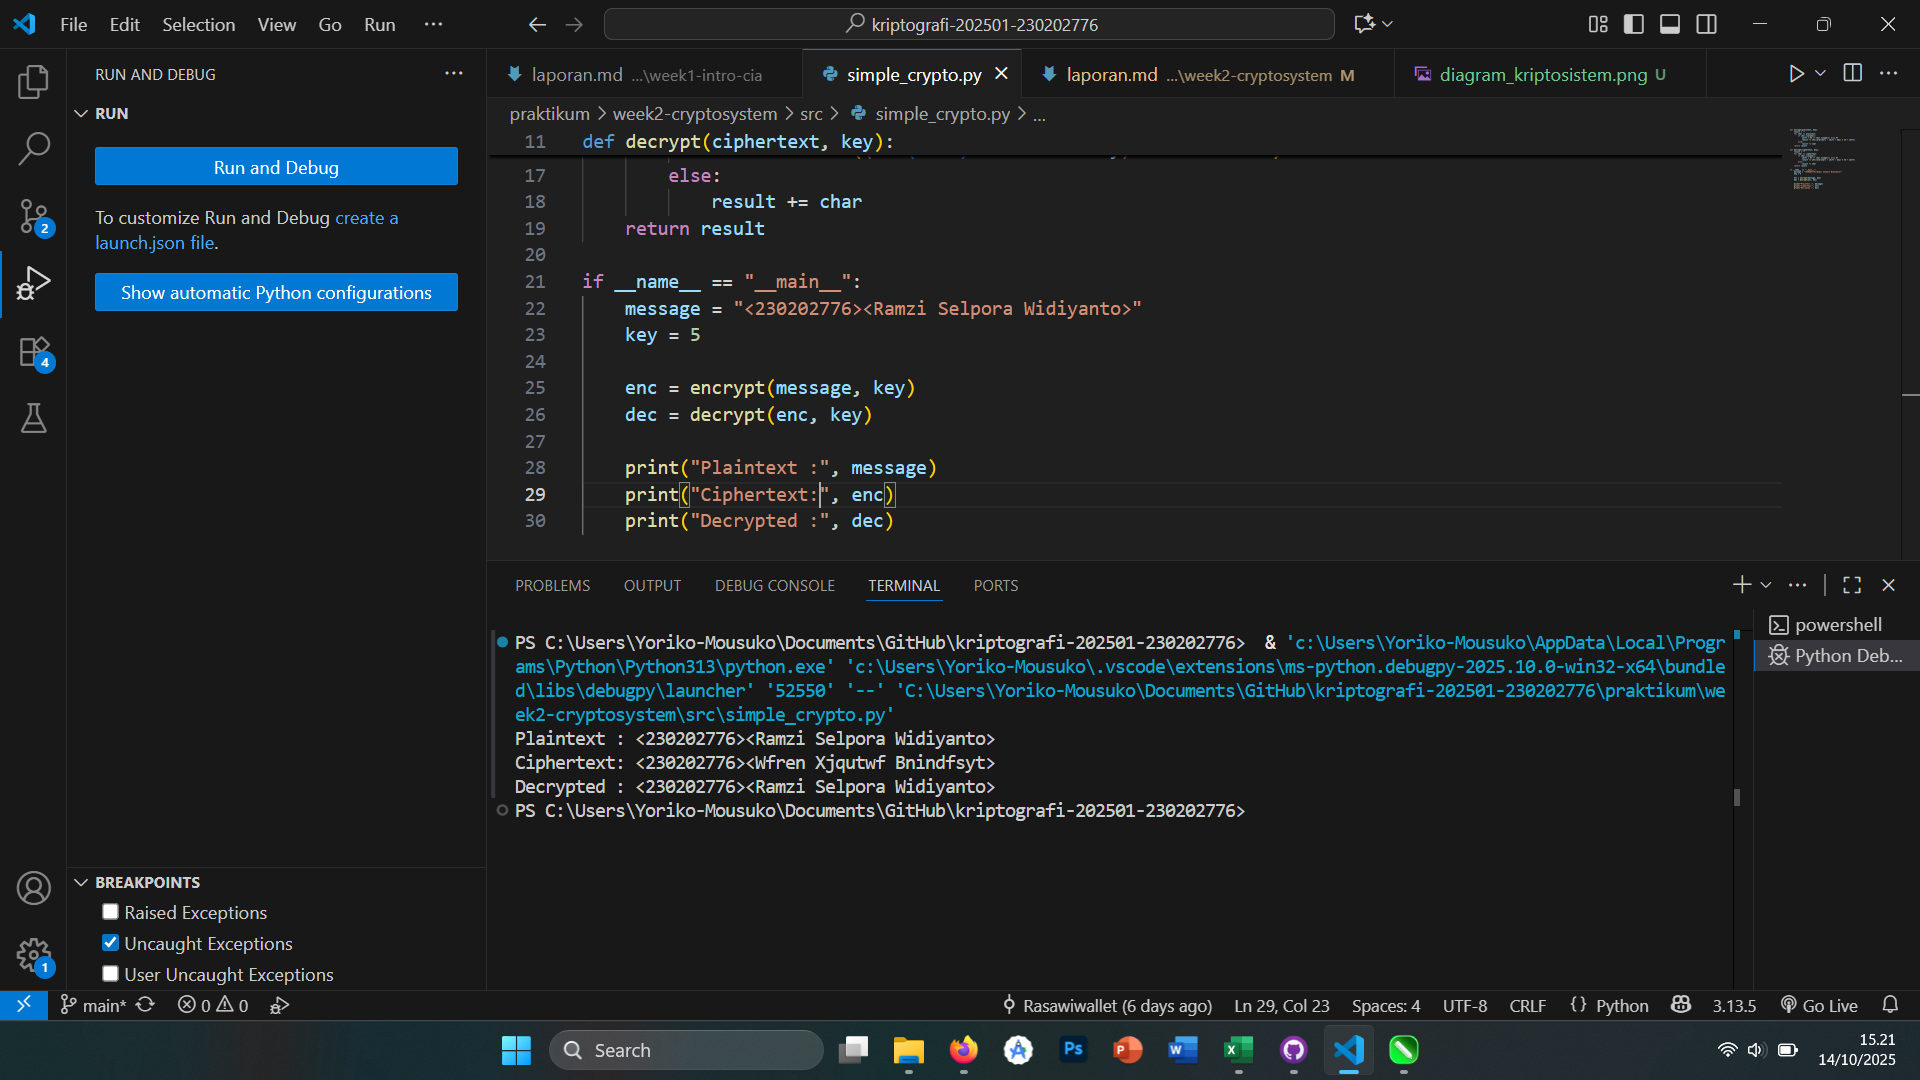 File Edit Selection View Go Run ...
kriptografi-202501-230202776
RUN AND DEBUG
RUN
Run and Debug
To customize Run and Debug create a
launch.json file.
Show automatic Python configurations
2
4
1
BREAKPOINTS
Raised Exceptions
Uncaught Exceptions
User Uncaught Exceptions
laporan.md ...\week1-intro-cia
simple_crypto.py
laporan.md ...\week2-cryptosystem M
diagram_kriptosistem.png U
praktikum > week2-cryptosystem > src > simple_crypto.py > ...
11 def decrypt(ciphertext, key):
17 else:
18 result += char
19 return result
20
21 if __name__ == "__main__":
22 message = "<230202776><Ramzi Selpora Widiyanto>"
23 key = 5
24
25 enc = encrypt(message, key)
26 dec = decrypt(enc, key)
27
28 print("Plaintext :", message)
29 print("Ciphertext:", enc)
30 print("Decrypted :", dec)
PROBLEMS OUTPUT DEBUG CONSOLE TERMINAL PORTS
powershell
Python Deb...
PS C:\Users\Yoriko-Mousuko\Documents\GitHub\kriptografi-202501-230202776> & 'c:\Users\Yoriko-Mousuko\AppData\Local\Progr
ams\Python\Python313\python.exe' 'c:\Users\Yoriko-Mousuko\.vscode\extensions\ms-python.debugpy-2025.10.0-win32-x64\bundle
d\libs\debugpy\launcher' '52550' '--' 'C:\Users\Yoriko-Mousuko\Documents\GitHub\kriptografi-202501-230202776\praktikum\we
ek2-cryptosystem\src\simple_crypto.py'
Plaintext : <230202776><Ramzi Selpora Widiyanto>
Ciphertext: <230202776><Wfren Xjqutwf Bnindfsyt>
Decrypted : <230202776><Ramzi Selpora Widiyanto>
PS C:\Users\Yoriko-Mousuko\Documents\GitHub\kriptografi-202501-230202776>
main* 0 0
Rasawiwallet (6 days ago) Ln 29, Col 23 Spaces: 4 UTF-8 CRLF {} Python 3.13.5 Go Live
Search
Ps
P
W
X
15.21
14/10/2025